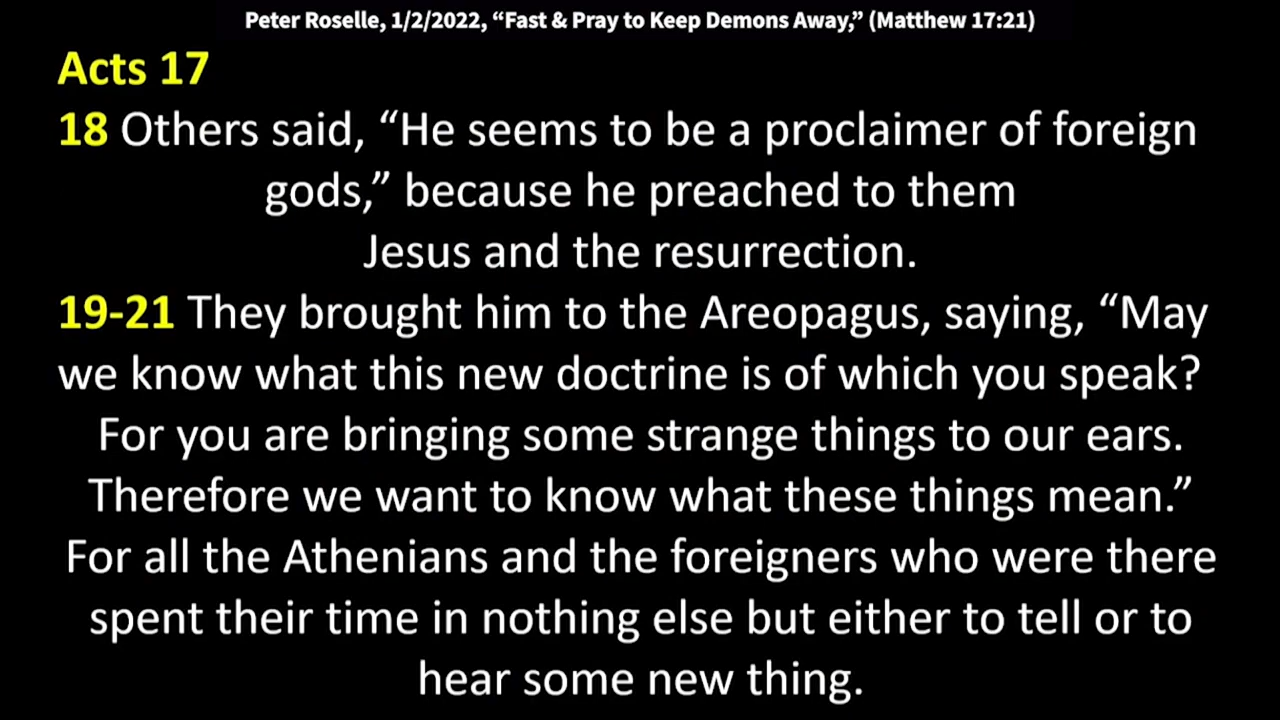 Peter Roselle, 1/2/2022, “Fast & Pray to Keep Demons Away,” (Matthew 17:21)
Acts 17
18 Others said, “He seems to be a proclaimer of foreign
gods,” because he preached to them
Jesus and the resurrection.
19-21 They brought him to the Areopagus, saying, “May
we know what this new doctrine is of which you speak?
For you are bringing some strange things to our ears.
Therefore we want to know what these things mean.”
For all the Athenians and the foreigners who were there
spent their time in nothing else but either to tell or to
hear some new thing.